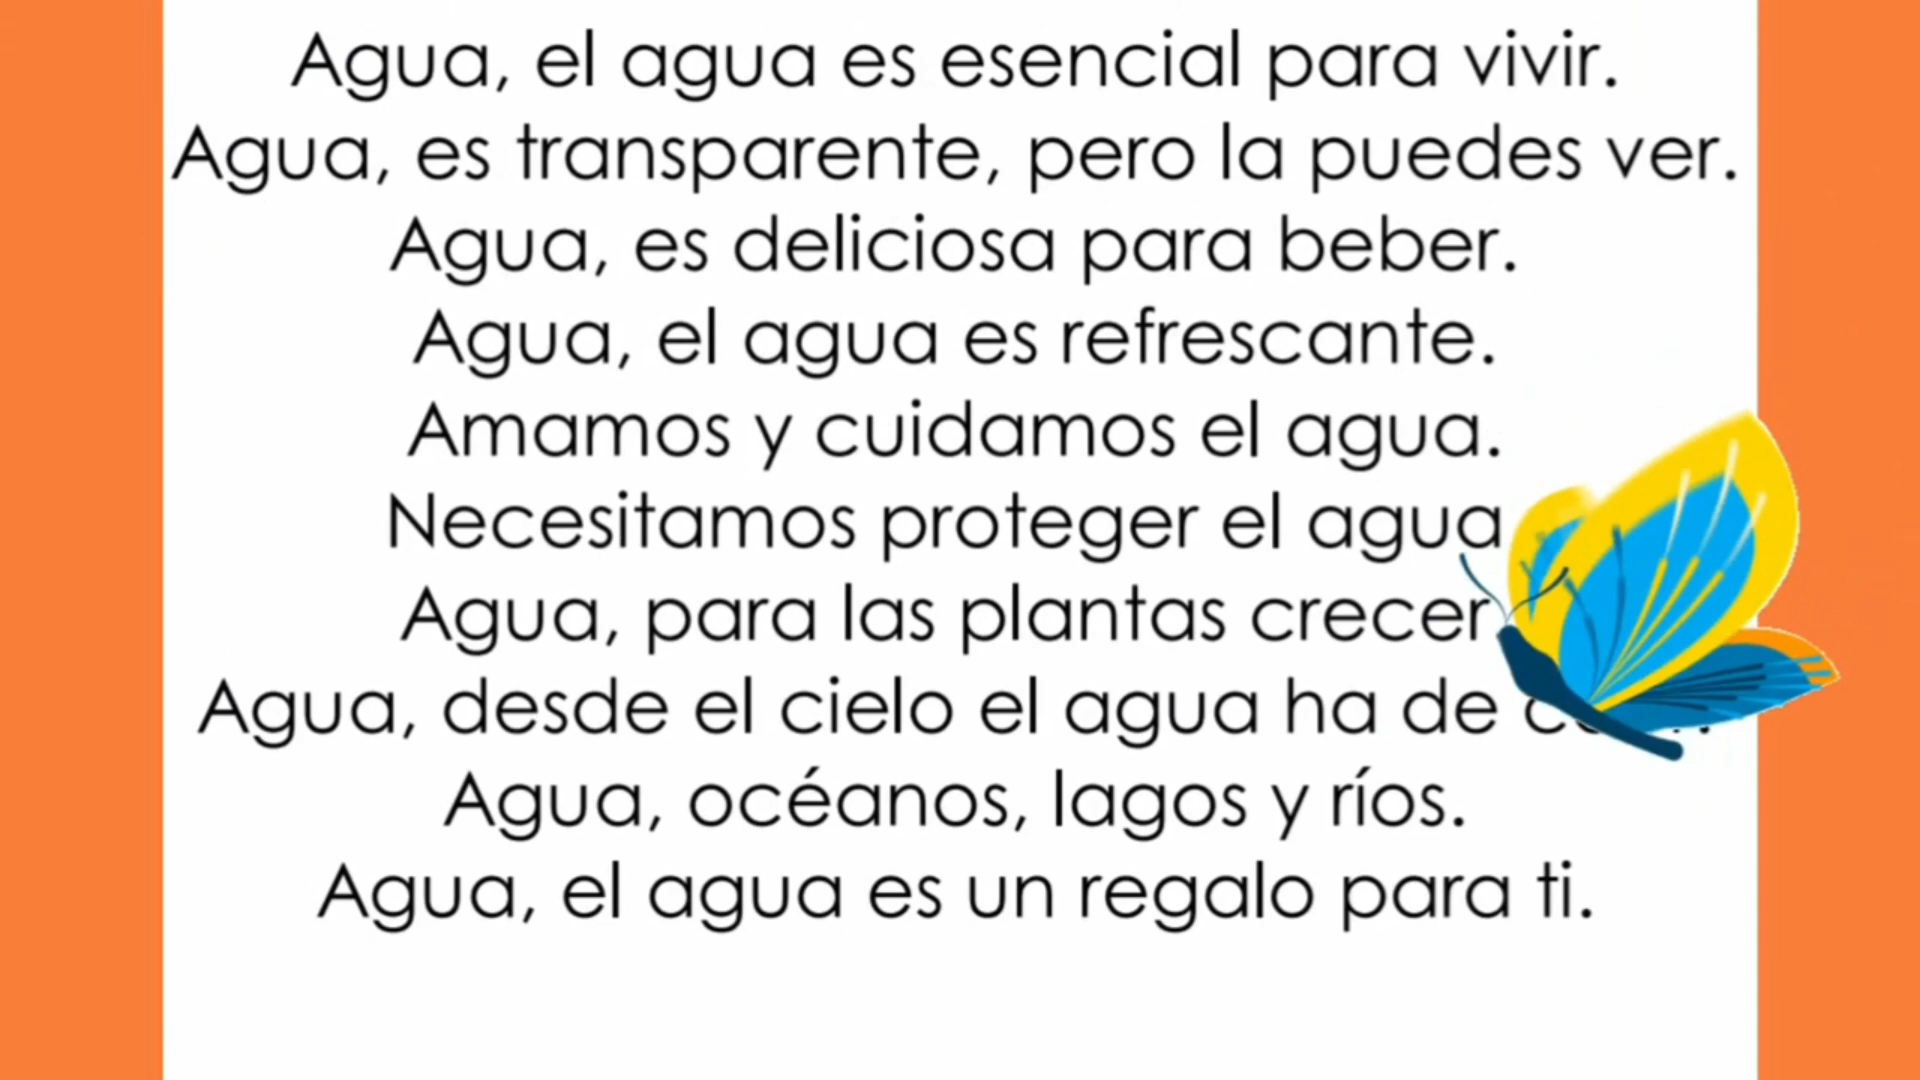 Agua, el agua es esencial para vivir.
Agua, es transparente, pero la puedes ver.
Agua, es deliciosa para beber.
Agua, el agua es refrescante.
Amamos y cuidamos el agua.
Necesitamos proteger el agua
Agua, para las plantas crecer
Agua, desde el cielo el agua ha de
Agua, océanos, lagos y ríos.
Agua, el agua es un regalo para ti.